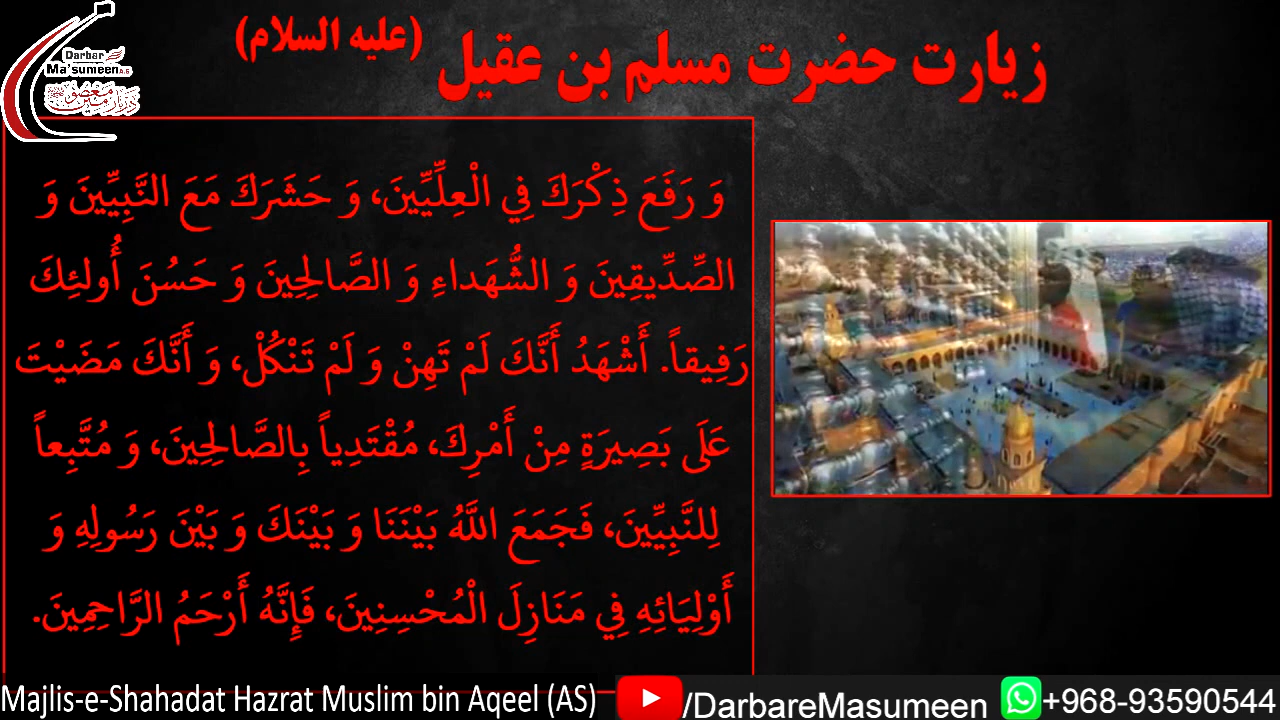 زیارت حضرت مسلم بن عقیل (علیه السلام)
Darbar
Ma'sumeen A.S
وَ رَفَعَ ذِكْرَكَ فِي الْعِلِّيِّينَ، وَ حَشَرَكَ مَعَ النَّبِيِّينَ وَ
الصِّدِّيقِينَ وَ الشُّهَداءِ وَ الصَّالِحِينَ وَ حَسُنَ أُولئِكَ
رَفِيقاً. أَشْهَدُ أَنَّكَ لَمْ تَهِنْ وَ لَمْ تَنْكُلْ، وَ أَنَّكَ مَضَيْتَ
عَلَى بَصِيرَةٍ مِنْ أَمْرِكَ، مُقْتَدِياً بِالصَّالِحِينَ، وَ مُتَّبِعاً
لِلنَّبِيِّينَ، فَجَمَعَ اللَّهُ بَيْنَنَا وَ بَيْنَكَ وَ بَيْنَ رَسُولِهِ وَ
أَوْلِيَائِهِ فِي مَنَازِلَ الْمُحْسِنِينَ، فَإِنَّهُ أَرْحَمُ الرَّاحِمِينَ.
Majlis-e-Shahadat Hazrat Muslim bin Aqeel (AS) /DarbareMasumeen +968-93590544